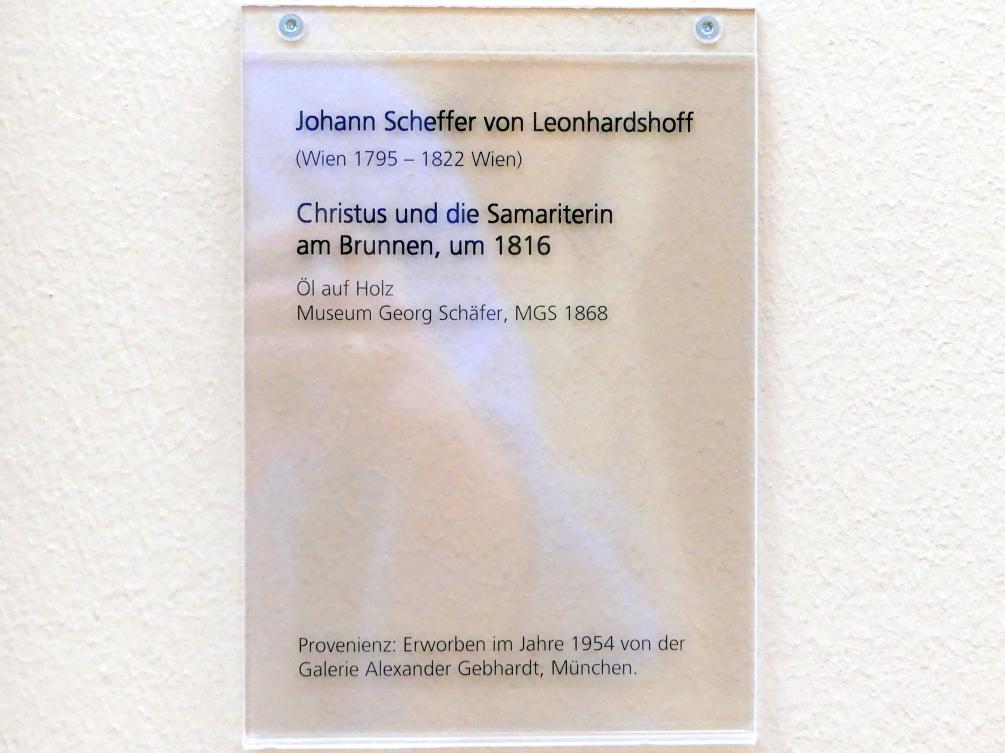 Johann Scheffer von Leonhardshoff
(Wien 1795 – 1822 Wien)
Christus und die Samariterin
am Brunnen, um 1816
Öl auf Holz
Museum Georg Schäfer, MGS 1868
Provenienz: Erworben im Jahre 1954 von der
Galerie Alexander Gebhardt, München.